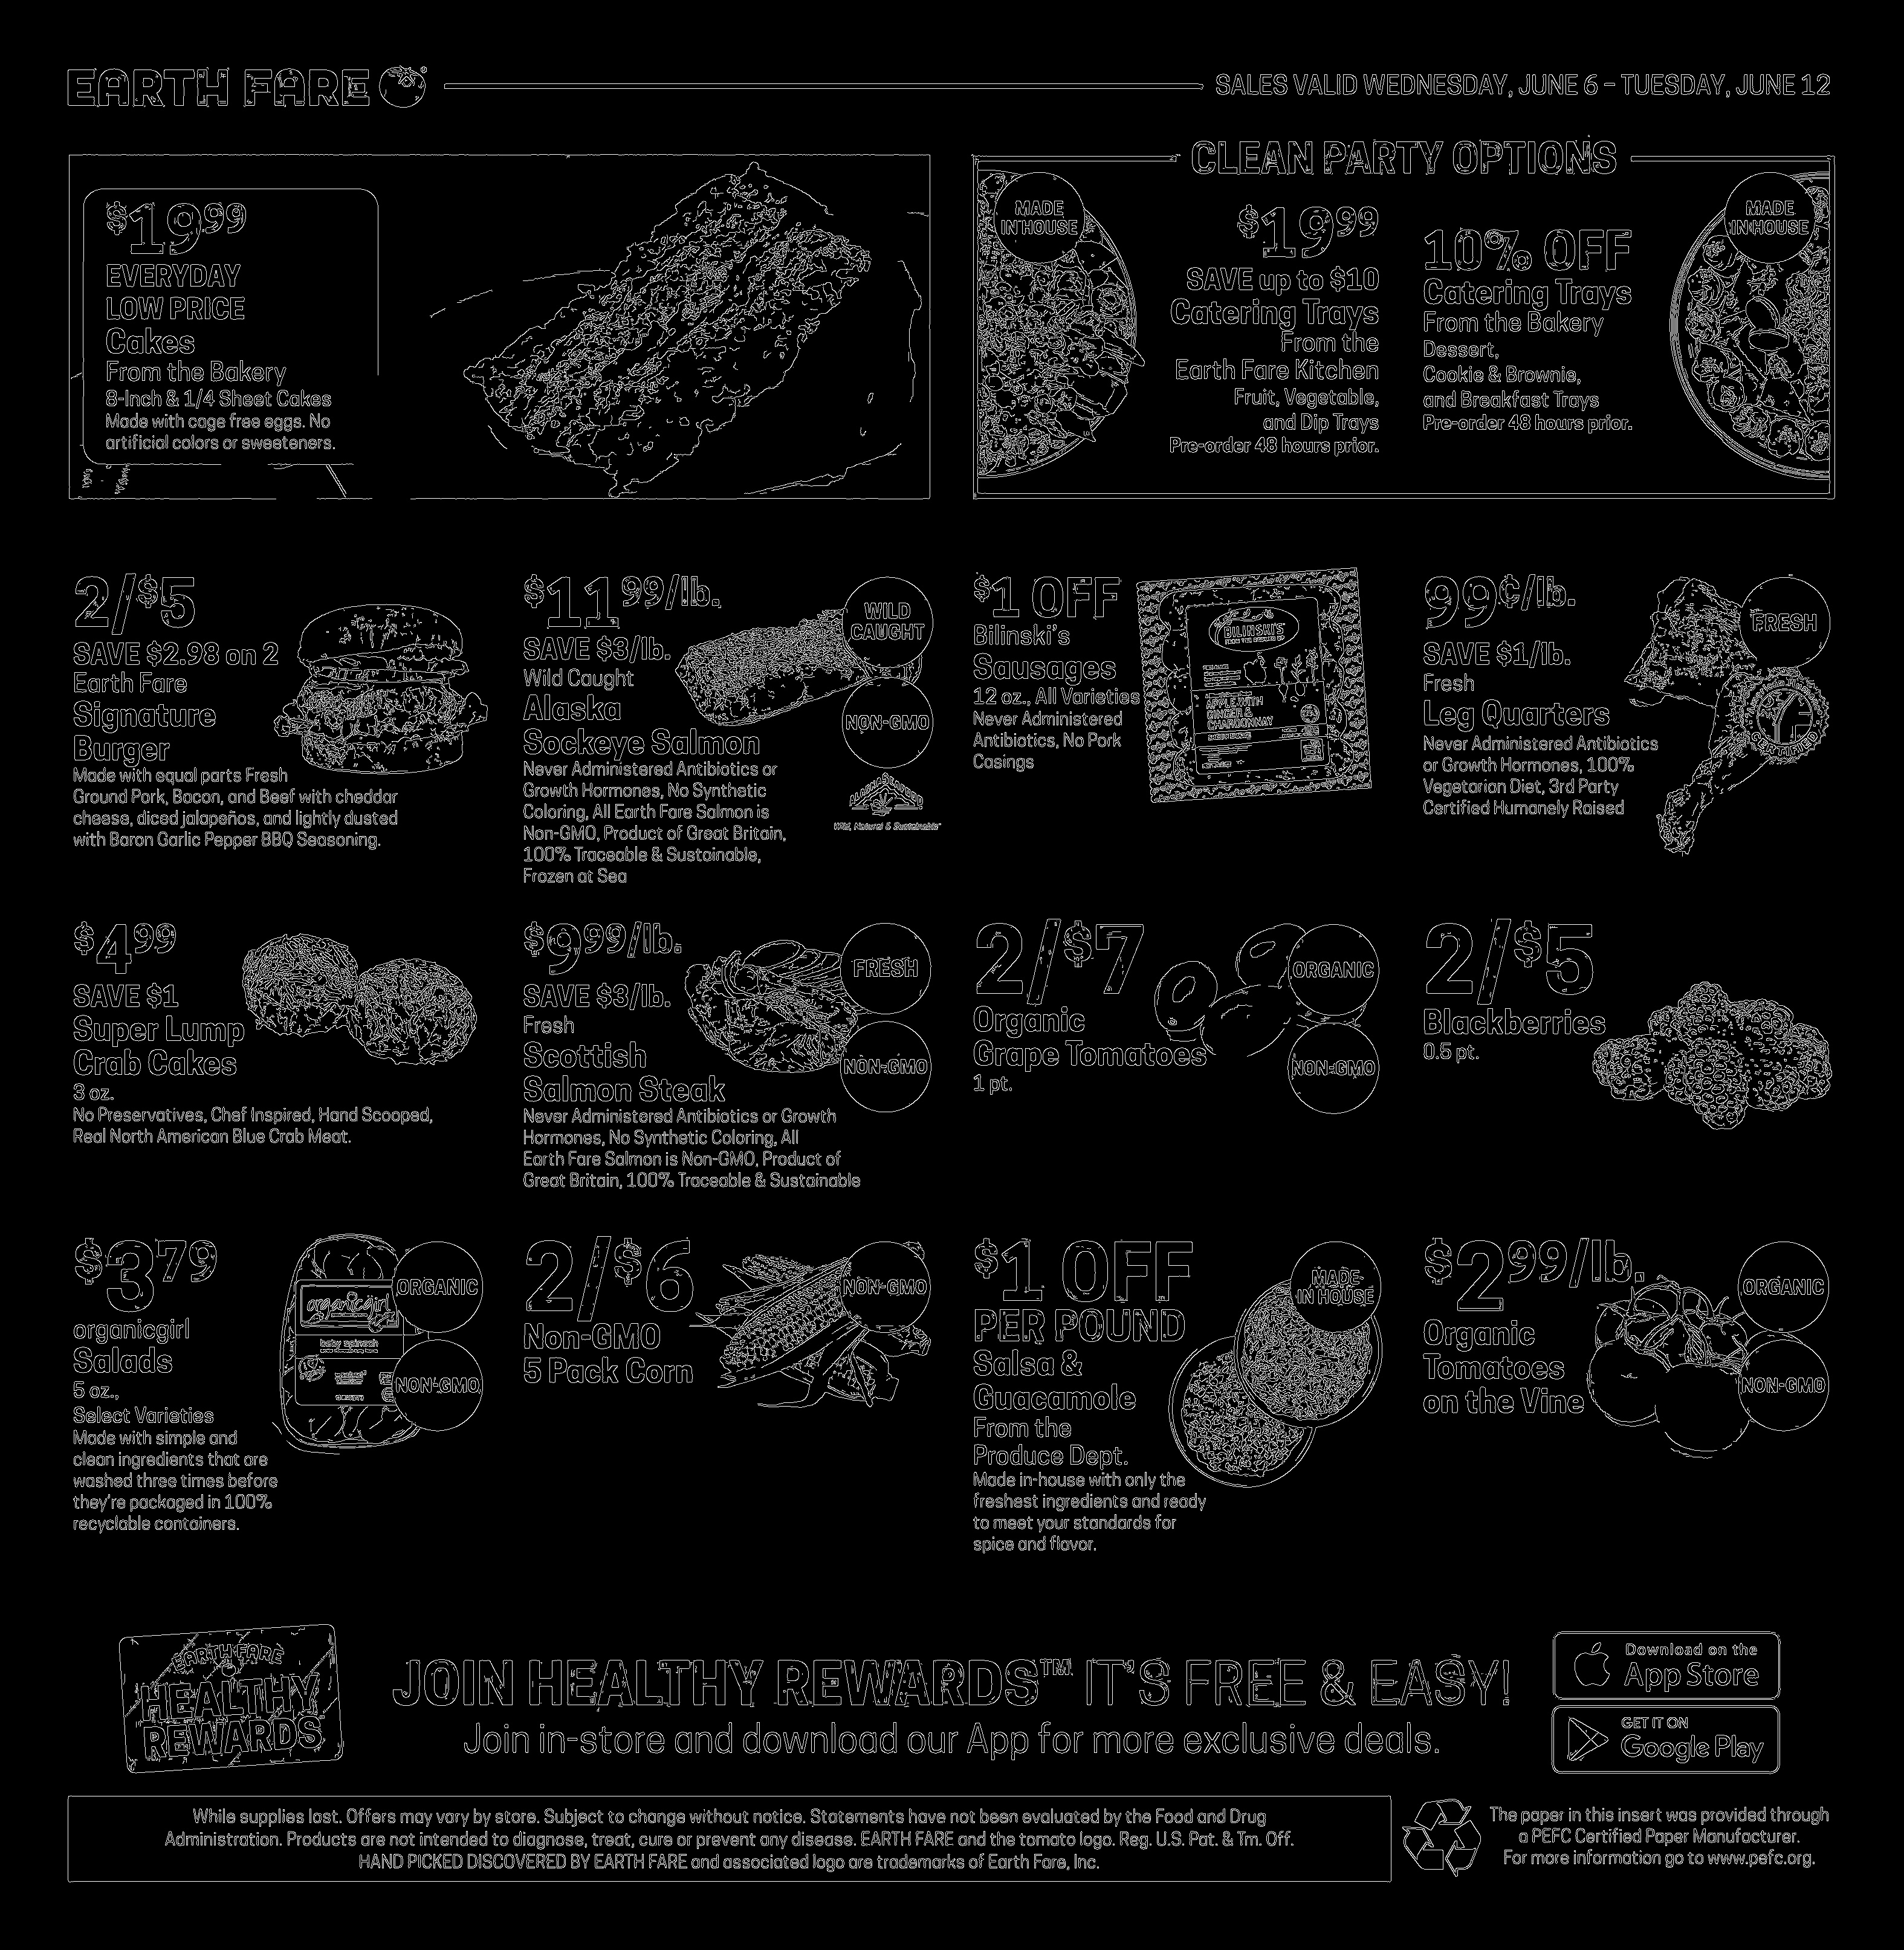 EARTH FARE
SALES VALID WEDNESDAY, JUNE 6 – TUESDAY, JUNE 12
$19.99
EVERYDAY
LOW PRICE
Cakes
From the Bakery
8-Inch & 1/4 Sheet Cakes
Made with cage free eggs. No
artificial colors or sweeteners.
CLEAN PARTY OPTIONS
MADE
IN HOUSE
$19.99
SAVE up to $10
Catering Trays
From the
Earth Fare Kitchen
Fruit, Vegetable,
and Dip Trays
Pre-order 48 hours prior.
10% OFF
Catering Trays
From the Bakery
Dessert,
Cookie & Brownie,
and Breakfast Trays
Pre-order 48 hours prior.
MADE
IN HOUSE
2/$5
SAVE $2.98 on 2
Earth Fare
Signature
Burger
Made with equal parts Fresh
Ground Pork, Bacon, and Beef with cheddar
cheese, diced jalapeños, and lightly dusted
with Baron Garlic Pepper BBQ Seasoning.
$11.99/lb.
SAVE $3/lb.
Wild Caught
Alaska
Sockeye Salmon
Never Administered Antibiotics or
Growth Hormones, No Synthetic
Coloring, All Earth Fare Salmon is
Non-GMO, Product of Great Britain,
100% Traceable & Sustainable,
Frozen at Sea
WILD
CAUGHT
NON-GMO
Wild, Natural & Sustainable
$1 OFF
Bilinski's
Sausages
12 oz., All Varieties
Never Administered
Antibiotics, No Pork
Casings
BILINSKI'S
APPLE WITH
GINGER &
CHARDONNAY
99¢/lb.
SAVE $1/lb.
Fresh
Leg Quarters
Never Administered Antibiotics
or Growth Hormones, 100%
Vegetarian Diet, 3rd Party
Certified Humanely Raised
FRESH
CERTIFIED
$4.99
SAVE $1
Super Lump
Crab Cakes
3 oz.
No Preservatives, Chef Inspired, Hand Scooped,
Real North American Blue Crab Meat.
$9.99/lb.
SAVE $3/lb.
Fresh
Scottish
Salmon Steak
Never Administered Antibiotics or Growth
Hormones, No Synthetic Coloring, All
Earth Fare Salmon is Non-GMO, Product of
Great Britain, 100% Traceable & Sustainable
FRESH
NON-GMO
2/$7
Organic
Grape Tomatoes
1 pt.
ORGANIC
NON-GMO
2/$5
Blackberries
0.5 pt.
$3.79
organicgirl
Salads
5 oz.,
Select Varieties
Made with simple and
clean ingredients that are
washed three times before
they're packaged in 100%
recyclable containers.
organicgirl
baby spinach
ORGANIC
NON-GMO
2/$6
Non-GMO
5 Pack Corn
NON-GMO
$1 OFF
PER POUND
Salsa &
Guacamole
From the
Produce Dept.
Made in-house with only the
freshest ingredients and ready
to meet your standards for
spice and flavor.
MADE
IN HOUSE
$2.99/lb.
Organic
Tomatoes
on the Vine
ORGANIC
NON-GMO
EARTH FARE
HEALTHY
REWARDS
JOIN HEALTHY REWARDS™ IT'S FREE & EASY!
Join in-store and download our App for more exclusive deals.
Download on the
App Store
GET IT ON
Google Play
While supplies last. Offers may vary by store. Subject to change without notice. Statements have not been evaluated by the Food and Drug
Administration. Products are not intended to diagnose, treat, cure or prevent any disease. EARTH FARE and the tomato logo. Reg. U.S. Pat. & Tm. Off.
HAND PICKED DISCOVERED BY EARTH FARE and associated logo are trademarks of Earth Fare, Inc.
The paper in this insert was provided through
a PEFC Certified Paper Manufacturer.
For more information go to www.pefc.org.